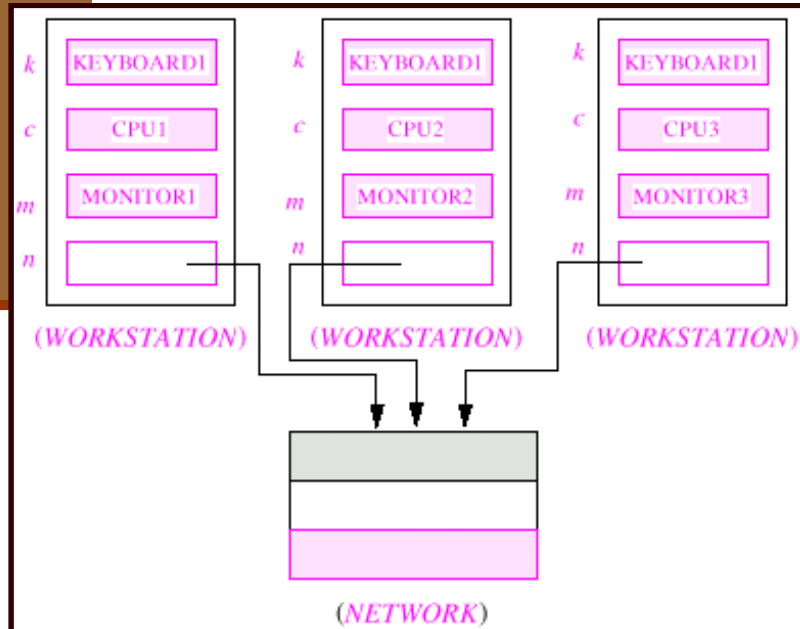 k KEYBOARD1 k KEYBOARD1 k KEYBOARD1
c CPU1 c CPU2 c CPU3
m MONITOR1 m MONITOR2 m MONITOR3
n n n
(WORKSTATION) (WORKSTATION) (WORKSTATION)
(NETWORK)